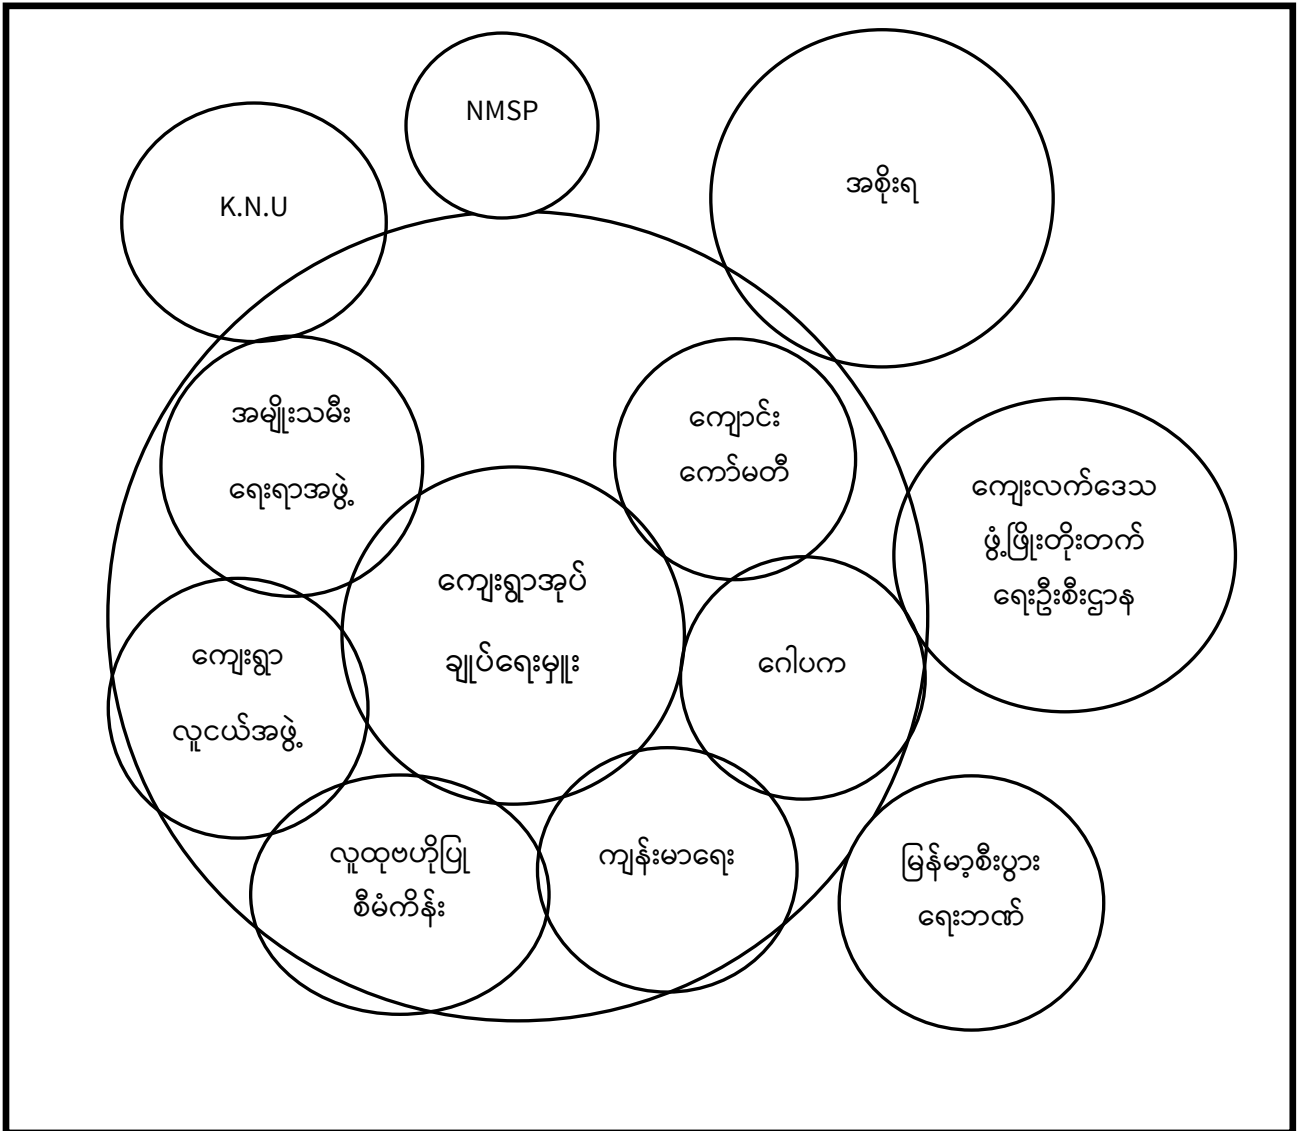 NMSP
K.N.U
အစိုးရ
အမျိုးသမီး
ရေးရာအဖွဲ့
ကျောင်း
ကော်မတီ
ကျေးလက်ဒေသ
ဖွံ့ဖြိုးတိုးတက်
ရေးဦးစီးဌာန
ကျေးရွာအုပ်
ချုပ်ရေးမှူး
ကျေးရွာ
လူငယ်အဖွဲ့
ဂေါပက
လူထုဗဟိုပြု
စီမံကိန်း
ကျန်းမာရေး
မြန်မာ့စီးပွား
ရေးဘဏ်